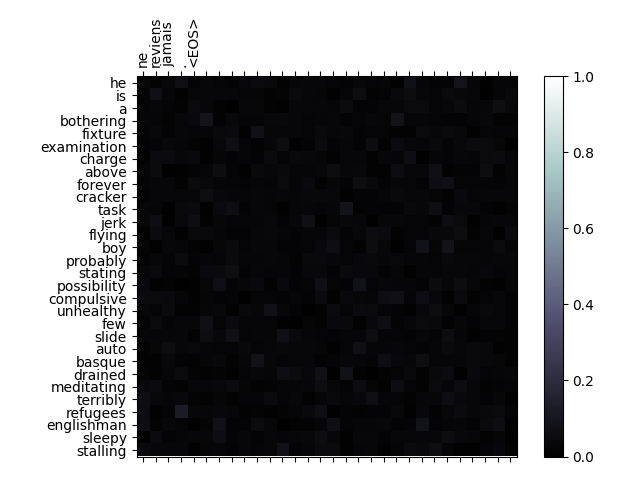 ne
reviens
jamais
.
<EOS>
he
is
a
bothering
fixture
examination
charge
above
forever
cracker
task
jerk
flying
boy
probably
stating
possibility
compulsive
unhealthy
few
slide
auto
basque
drained
meditating
terribly
refugees
englishman
sleepy
stalling
1.0
0.8
0.6
0.4
0.2
0.0